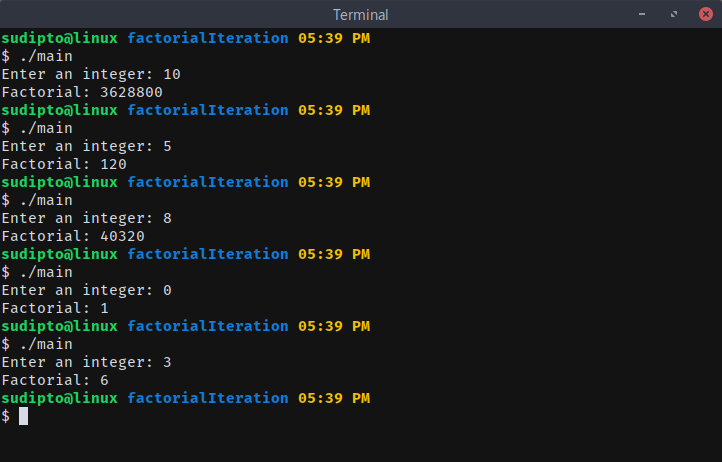 Terminal
sudipto@linux factorialIteration 05:39 PM
$ ./main
Enter an integer: 10
Factorial: 3628800
sudipto@linux factorialIteration 05:39 PM
$ ./main
Enter an integer: 5
Factorial: 120
sudipto@linux factorialIteration 05:39 PM
$ ./main
Enter an integer: 8
Factorial: 40320
sudipto@linux factorialIteration 05:39 PM
$ ./main
Enter an integer: 0
Factorial: 1
sudipto@linux factorialIteration 05:39 PM
$ ./main
Enter an integer: 3
Factorial: 6
sudipto@linux factorialIteration 05:39 PM
$